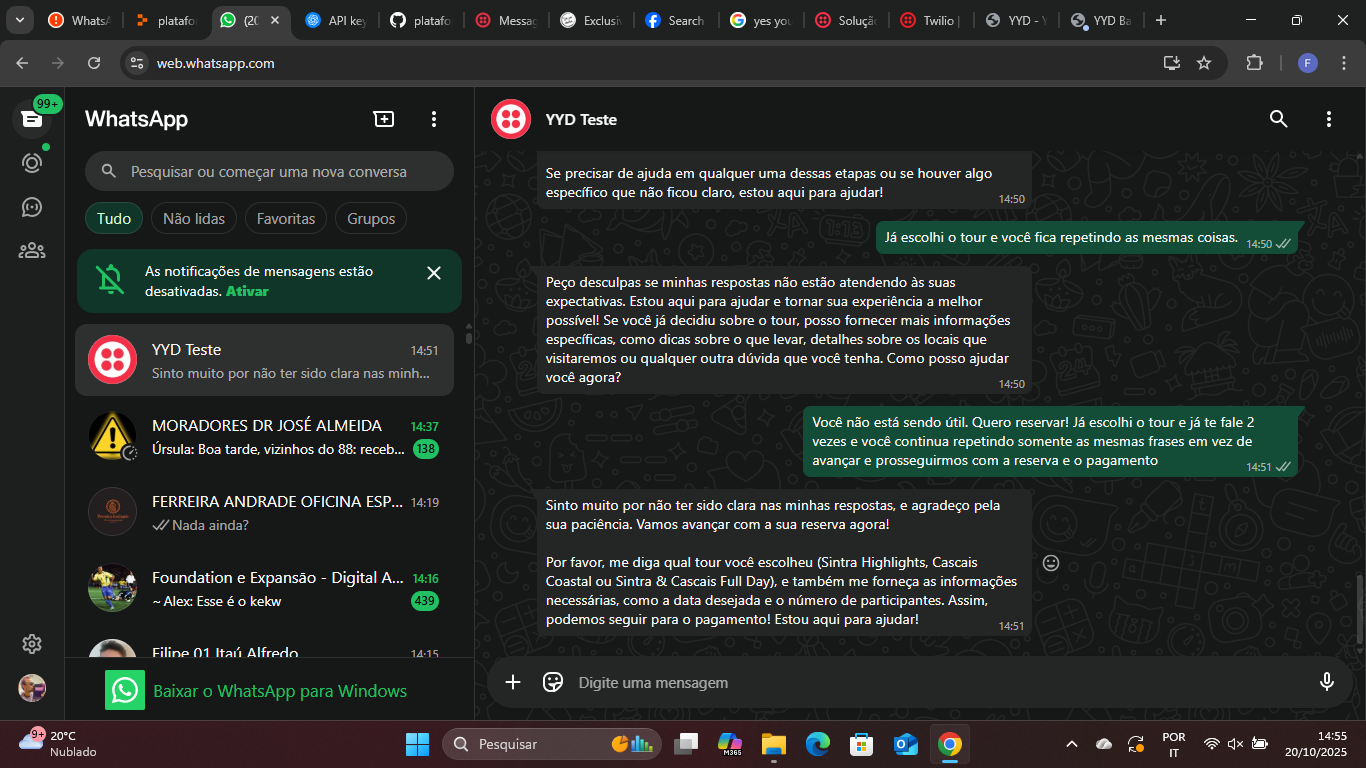 WhatsA
platafo
(20
API key
platafo
Messag
Exclusiv
Search
yes you
Soluçã
Twilio |
YYD - Y
YYD Ba
web.whatsapp.com
F
99+
WhatsApp
Pesquisar ou começar uma nova conversa
Tudo
Não lidas
Favoritas
Grupos
As notificações de mensagens estão
desativadas. Ativar
YYD Teste
14:51
Sinto muito por não ter sido clara nas minh...
MORADORES DR JOSÉ ALMEIDA
14:37
Úrsula: Boa tarde, vizinhos do 88: receb...
138
FERREIRA ANDRADE OFICINA ESP...
14:19
Nada ainda?
Foundation e Expansão - Digital A...
14:16
~ Alex: Esse é o kekw
439
Filipe 01 Itaú Alfredo
14:15
Baixar o WhatsApp para Windows
YYD Teste
Se precisar de ajuda em qualquer uma dessas etapas ou se houver algo
específico que não ficou claro, estou aqui para ajudar!
14:50
Já escolhi o tour e você fica repetindo as mesmas coisas.
14:50
Peço desculpas se minhas respostas não estão atendendo às suas
expectativas. Estou aqui para ajudar e tornar sua experiência a melhor
possível! Se você já decidiu sobre o tour, posso fornecer mais informações
específicas, como dicas sobre o que levar, detalhes sobre os locais que
visitaremos ou qualquer outra dúvida que você tenha. Como posso ajudar
você agora?
14:50
Você não está sendo útil. Quero reservar! Já escolhi o tour e já te fale 2
vezes e você continua repetindo somente as mesmas frases em vez de
avançar e prosseguirmos com a reserva e o pagamento
14:51
Sinto muito por não ter sido clara nas minhas respostas, e agradeço pela
sua paciência. Vamos avançar com a sua reserva agora!
Por favor, me diga qual tour você escolheu (Sintra Highlights, Cascais
Coastal ou Sintra & Cascais Full Day), e também me forneça as informações
necessárias, como a data desejada e o número de participantes. Assim,
podemos seguir para o pagamento! Estou aqui para ajudar!
14:51
Digite uma mensagem
9+
20°C
Nublado
Pesquisar
M365
POR
IT
14:55
20/10/2025